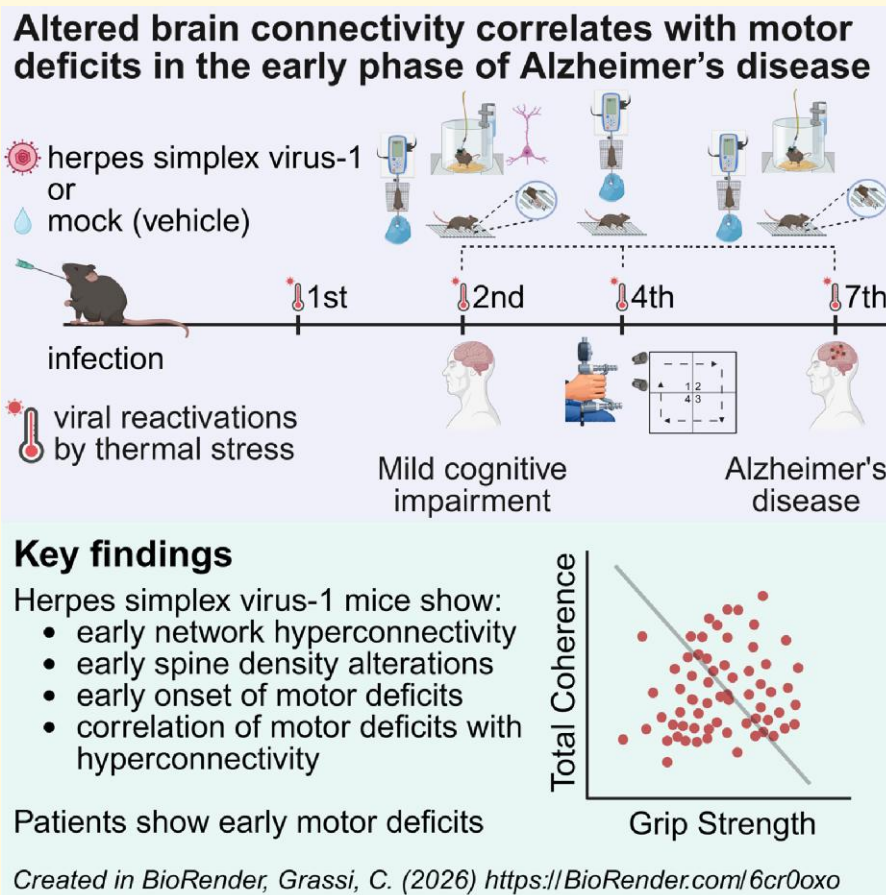 Altered brain connectivity correlates with motor
deficits in the early phase of Alzheimer's disease
herpes simplex virus-1
or
mock (vehicle)
1st
2nd
4th
7th
infection
1 2
4 3
viral reactivations
by thermal stress
Mild cognitive
impairment
Alzheimer's
disease
Key findings
Herpes simplex virus-1 mice show:
• early network hyperconnectivity
• early spine density alterations
• early onset of motor deficits
• correlation of motor deficits with
hyperconnectivity
Patients show early motor deficits
Total Coherence
Grip Strength
Created in BioRender, Grassi, C. (2026) https://BioRender.com/6cr0oxo